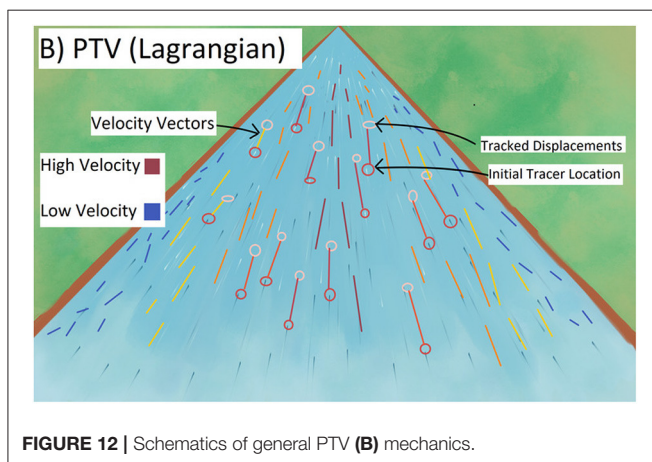 B) PTV (Lagrangian)
Velocity Vectors
High Velocity
Low Velocity
Tracked Displacements
Initial Tracer Location
FIGURE 12 | Schematics of general PTV (B) mechanics.